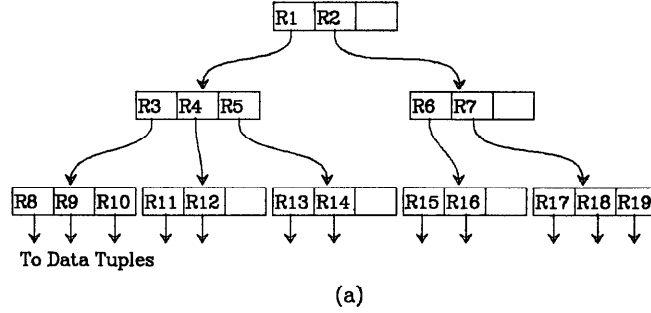 R1 R2
R3 R4 R5 R6 R7
R8 R9 R10 R11 R12 R13 R14 R15 R16 R17 R18 R19
To Data Tuples
(a)